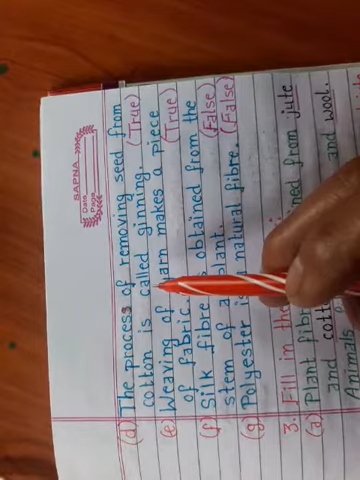 SAPNA
Date
Page
(d) The process of removing seed from
cotton is called ginning. (True)
(e) Weaving of yarn makes a piece
of fabric. (True)
(f) Silk fibre is obtained from the
stem of a plant. (False)
(g) Polyester is natural fibre. (False)
3. Fill in the
(a) Plant fibr ned from jute
and cott and wool.
Animals